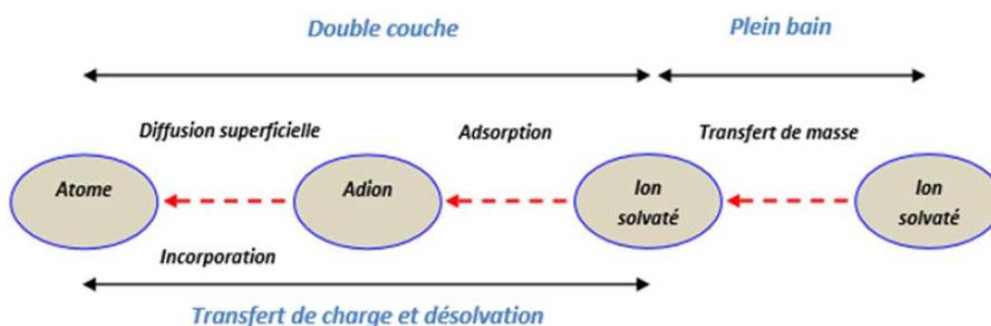 Double couche
Plein bain
Diffusion superficielle
Adsorption
Transfert de masse
Atome
Adion
Ion
solvaté
Ion
solvaté
Incorporation
Transfert de charge et désolvation